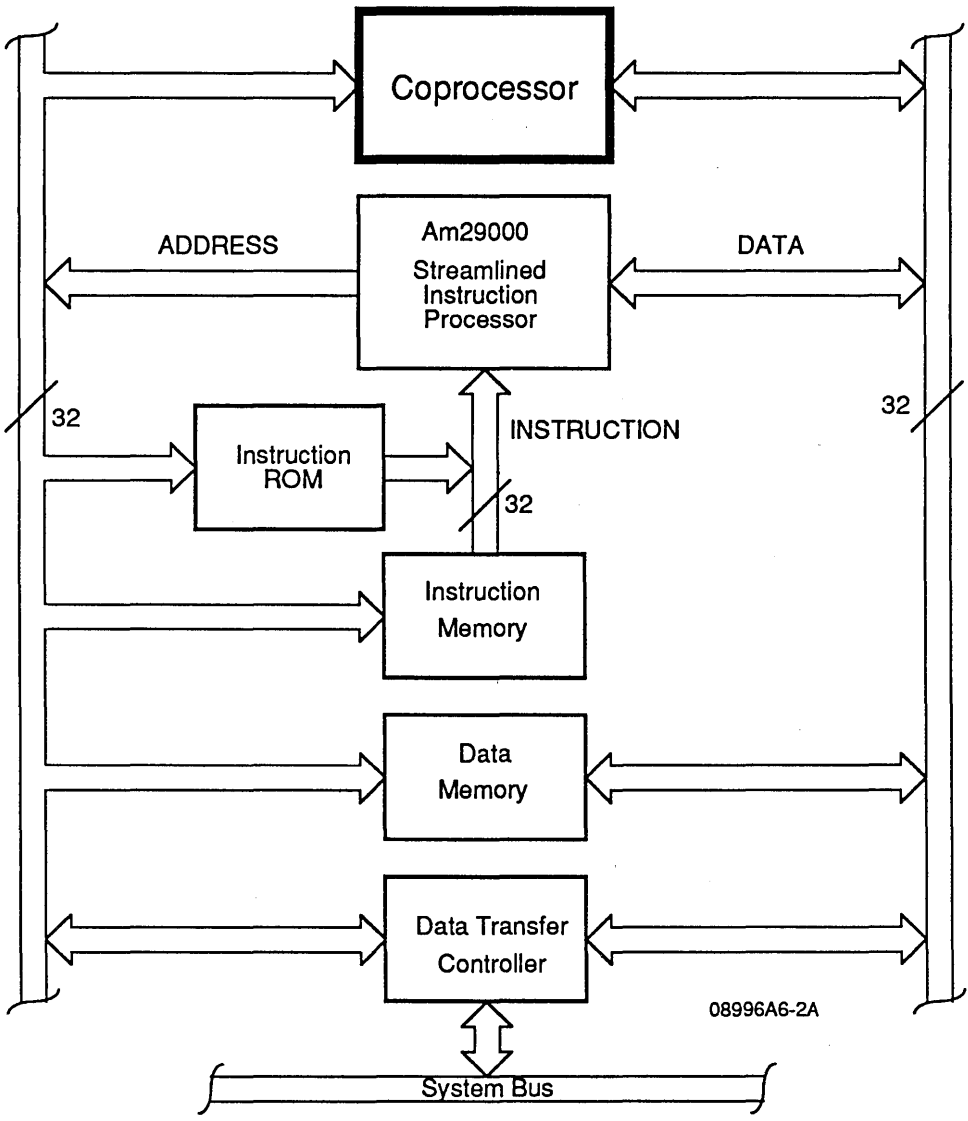 Coprocessor
ADDRESS
Am29000
Streamlined
Instruction
Processor
DATA
32
32
INSTRUCTION
Instruction
ROM
32
Instruction
Memory
Data
Memory
Data Transfer
Controller
08996A6-2A
System Bus